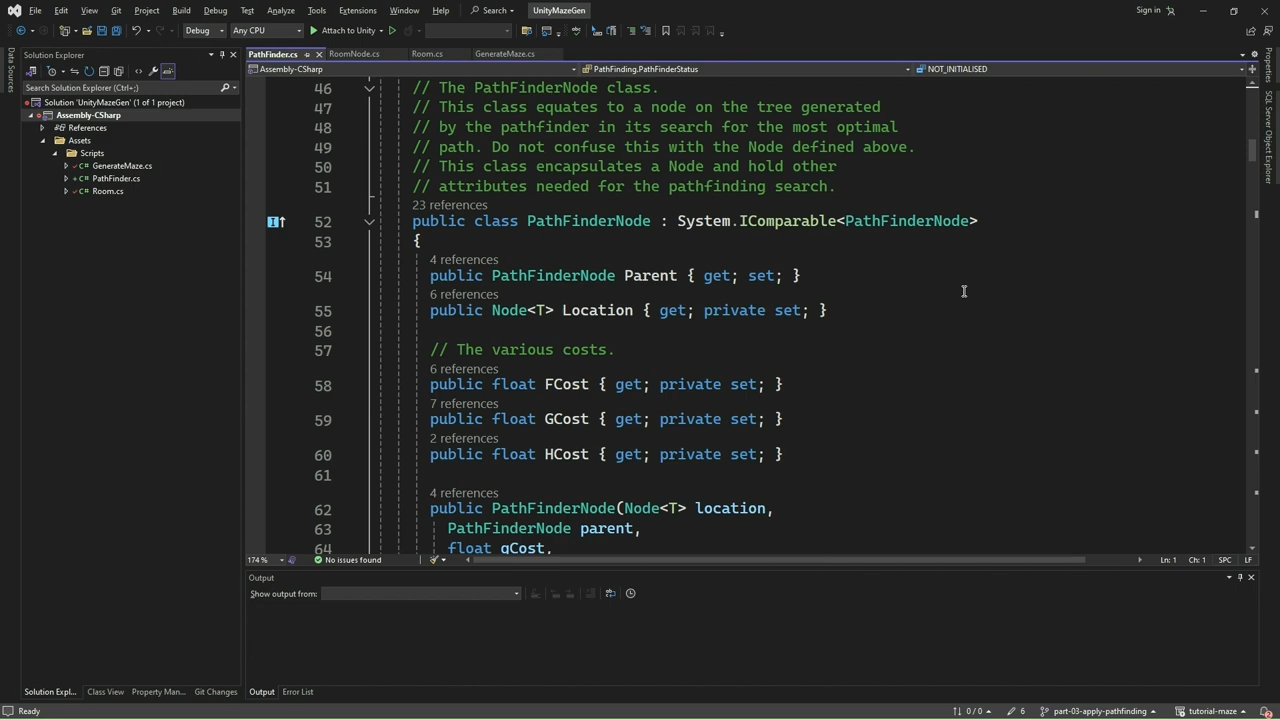 File Edit View Git Project Build Debug Test Analyze Tools Extensions Window Help Search UnityMazeGen Sign in
Debug Any CPU Attach to Unity
Data Sources
Solution Explorer
Search Solution Explorer (Ctrl+;)
Solution 'UnityMazeGen' (1 of 1 project)
Assembly-CSharp
References
Assets
Scripts
GenerateMaze.cs
PathFinder.cs
Room.cs
Solution Expl... Class View Property Man... Git Changes
PathFinder.cs RoomNode.cs Room.cs GenerateMaze.cs
Assembly-CSharp PathFinding.PathFinderStatus NOT_INITIALISED
46 // The PathFinderNode class.
47 // This class equates to a node on the tree generated
48 // by the pathfinder in its search for the most optimal
49 // path. Do not confuse this with the Node defined above.
50 // This class encapsulates a Node and hold other
51 // attributes needed for the pathfinding search.
23 references
52 public class PathFinderNode : System.IComparable<PathFinderNode>
53 {
4 references
54 public PathFinderNode Parent { get; set; }
6 references
55 public Node<T> Location { get; private set; }
56
57 // The various costs.
6 references
58 public float FCost { get; private set; }
7 references
59 public float GCost { get; private set; }
2 references
60 public float HCost { get; private set; }
61
4 references
62 public PathFinderNode(Node<T> location,
63 PathFinderNode parent,
64 float gCost,
174 % No issues found Ln: 1 Ch: 1 SPC LF
Output
Show output from:
Output Error List
Properties
SQL Server Object Explorer
Ready 0 / 0 6 part-03-apply-pathfinding tutorial-maze 2